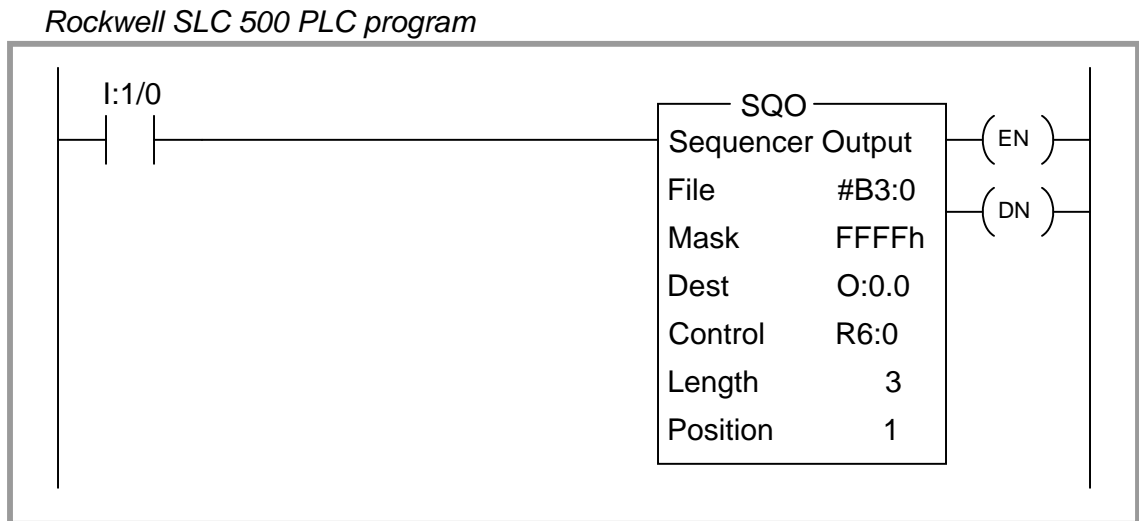 Rockwell SLC 500 PLC program
I:1/0
SQO
Sequencer Output
EN
File #B3:0
DN
Mask FFFFh
Dest O:0.0
Control R6:0
Length 3
Position 1